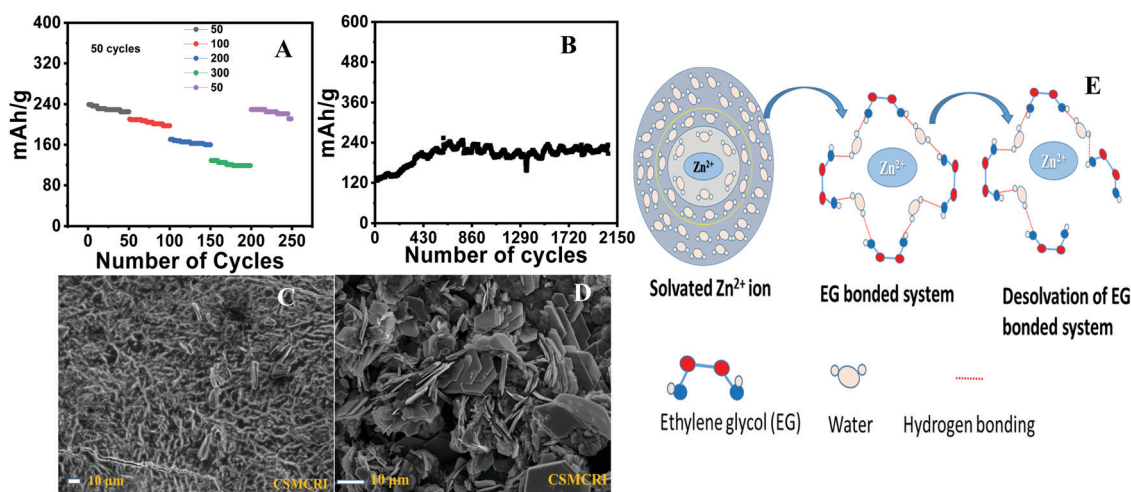 400
320
240
160
80
0
mAh/g
50 cycles
50
100
200
300
50
A
0 50 100 150 200 250
Number of Cycles
600
480
360
240
120
0
mAh/g
B
0 430 860 1290 1720 2150
Number of cycles
C
10 μm
CSMCRI
D
10 μm
CSMCRI
E
Zn2+
Zn2+
Zn2+
Solvated Zn2+ ion
EG bonded system
Desolvation of EG
bonded system
Ethylene glycol (EG)
Water
Hydrogen bonding